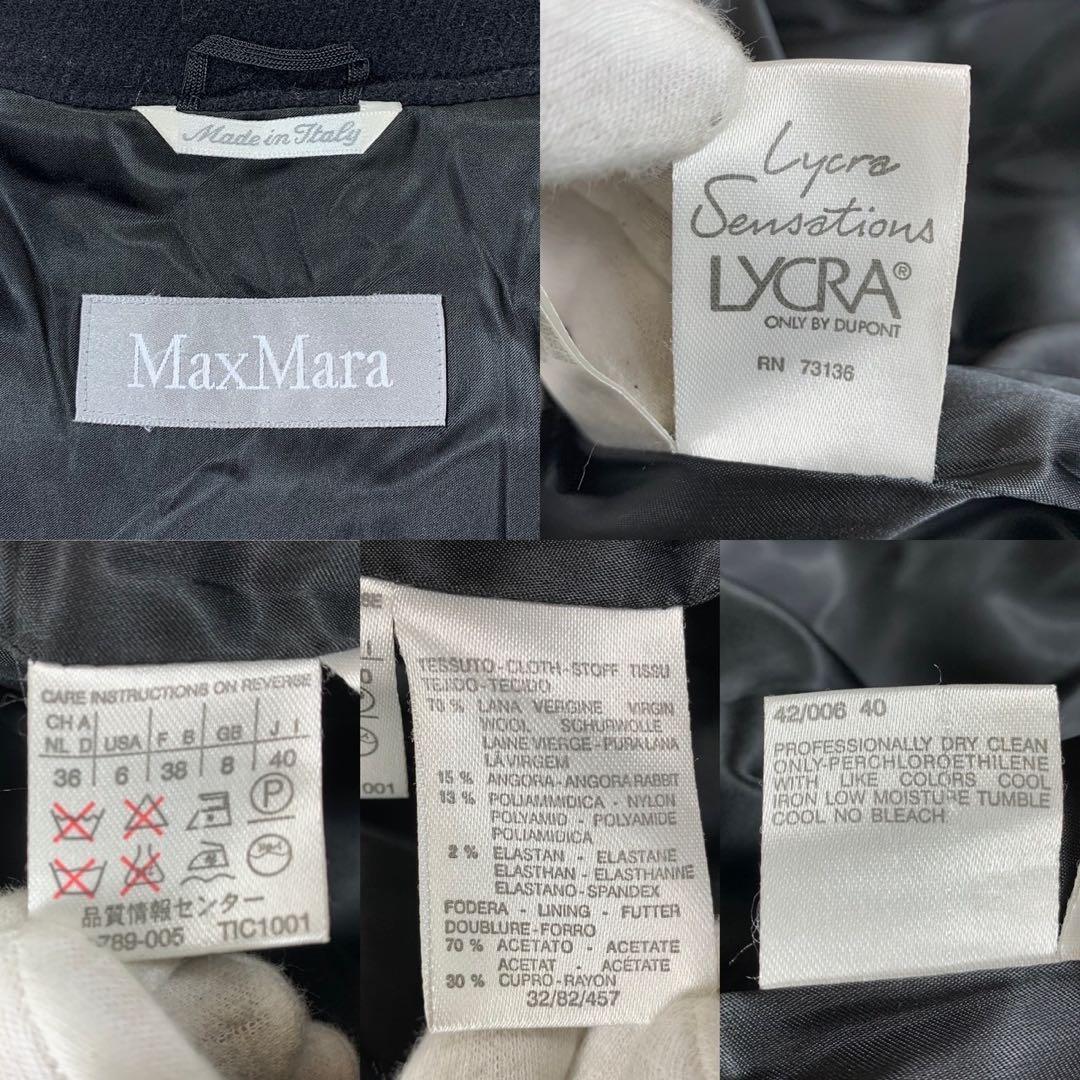 Made in Italy
MaxMara
Lycra
Sensations
LYCRA®
ONLY BY DUPONT
RN 73136
CARE INSTRUCTIONS ON REVERSE
CH A
NL D USA F B GB J I
36 6 38 8 40
P
品質情報センター
789-005 TIC1001
001
TESSUTO-CLOTH-STOFF TISSU
TEJIDO-TECIDO
70 % LANA VERGINE VIRGIN
WOOL SCHURWOLLE
LAINE VIERGE-PURA LANA
LÀ VIRGEM
15 % ANGORA-ANGORA RABBIT
13 % POLIAMMIDICA - NYLON
POLYAMID - POLYAMIDE
POLIAMIDICA
2 % ELASTAN - ELASTANE
ELASTHAN - ELASTHANNE
ELASTANO-SPANDEX
FODERA - LINING - FUTTER
DOUBLURE-FORRO
70 % ACETATO - ACETATE
ACETAT - ACÉTATE
30 % CUPRO-RAYON
32/82/457
42/006 40
PROFESSIONALLY DRY CLEAN
ONLY-PERCHLOROETHILENE
WITH LIKE COLORS COOL
IRON LOW MOISTURE TUMBLE
COOL NO BLEACH